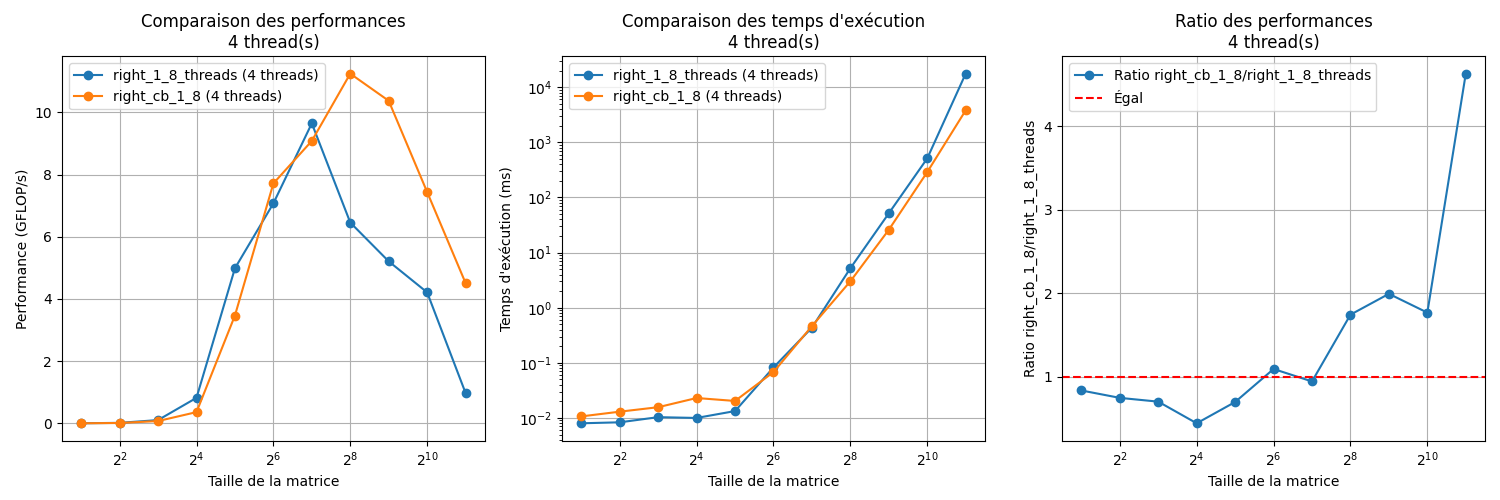 Comparaison des performances
4 thread(s)
right_1_8_threads (4 threads)
right_cb_1_8 (4 threads)
Performance (GFLOP/s)
10
8
6
4
2
0
2^2
2^4
2^6
2^8
2^10
Taille de la matrice
Comparaison des temps d'exécution
4 thread(s)
right_1_8_threads (4 threads)
right_cb_1_8 (4 threads)
Temps d'exécution (ms)
10^4
10^3
10^2
10^1
10^0
10^−1
10^−2
2^2
2^4
2^6
2^8
2^10
Taille de la matrice
Ratio des performances
4 thread(s)
Ratio right_cb_1_8/right_1_8_threads
Égal
Ratio right_cb_1_8/right_1_8_threads
4
3
2
1
2^2
2^4
2^6
2^8
2^10
Taille de la matrice